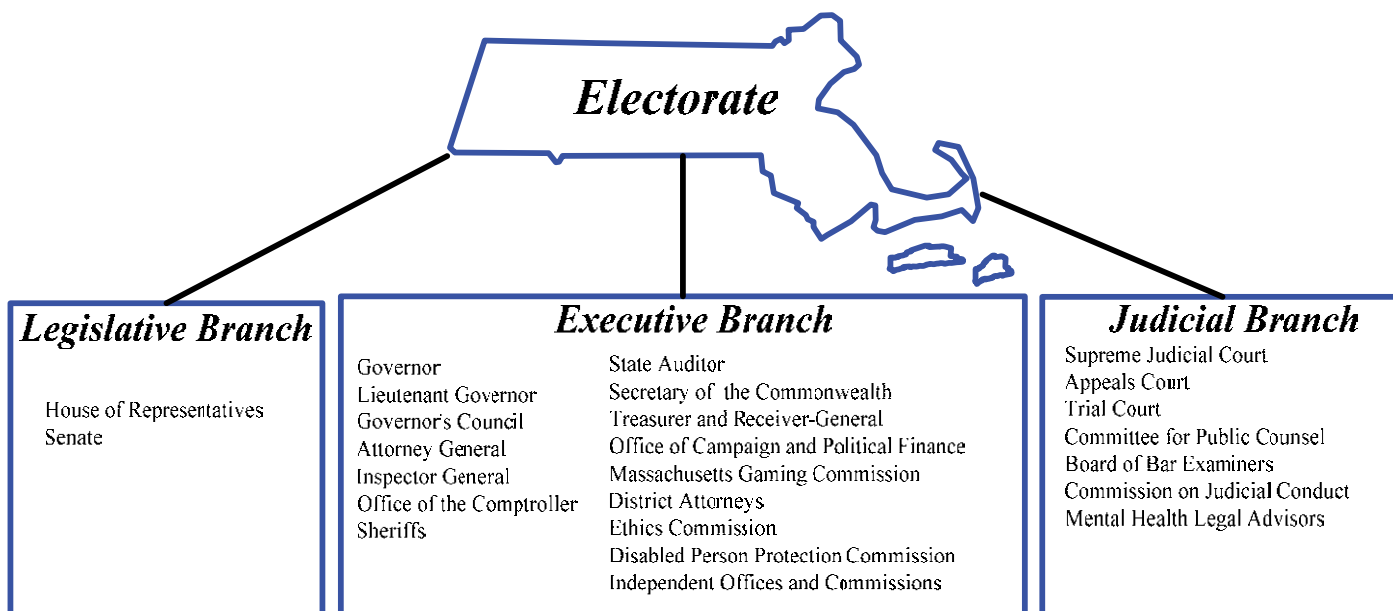 Electorate
Legislative Branch
House of Representatives
Senate
Executive Branch
Governor
Lieutenant Governor
Governor's Council
Attorney General
Inspector General
Office of the Comptroller
Sheriffs
State Auditor
Secretary of the Commonwealth
Treasurer and Receiver-General
Office of Campaign and Political Finance
Massachusetts Gaming Commission
District Attorneys
Ethics Commission
Disabled Person Protection Commission
Independent Offices and Commissions
Judicial Branch
Supreme Judicial Court
Appeals Court
Trial Court
Committee for Public Counsel
Board of Bar Examiners
Commission on Judicial Conduct
Mental Health Legal Advisors